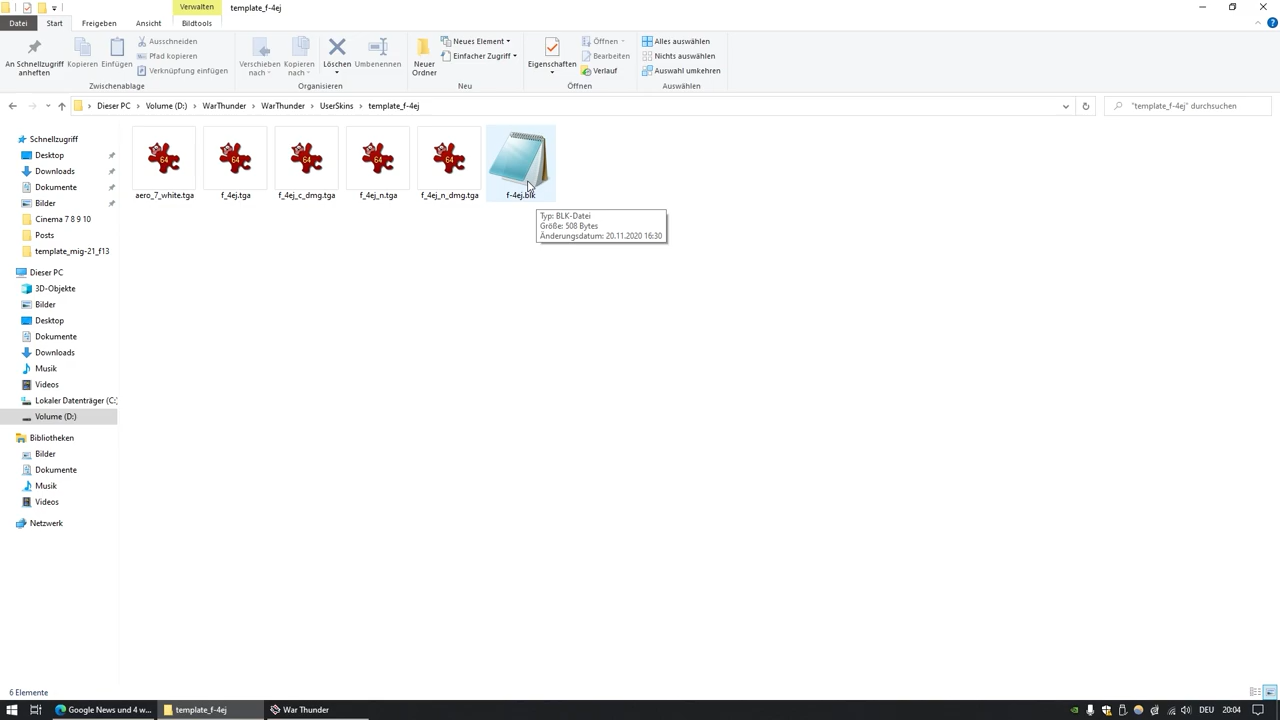 Verwalten
template_f-4ej
Datei
Start
Freigeben
Ansicht
Bildtools
An Schnellzugriff
anheften
Kopieren
Einfügen
Ausschneiden
Pfad kopieren
Verknüpfung einfügen
Zwischenablage
Verschieben
nach
Kopieren
nach
Löschen
Umbenennen
Organisieren
Neuer
Ordner
Neues Element
Einfacher Zugriff
Neu
Eigenschaften
Öffnen
Bearbeiten
Verlauf
Öffnen
Alles auswählen
Nichts auswählen
Auswahl umkehren
Auswählen
Dieser PC
Volume (D:)
WarThunder
WarThunder
UserSkins
template_f-4ej
"template_f-4ej" durchsuchen
Schnellzugriff
Desktop
Downloads
Dokumente
Bilder
Cinema 7 8 9 10
Posts
template_mig-21_f13
Dieser PC
3D-Objekte
Bilder
Desktop
Dokumente
Downloads
Musik
Videos
Lokaler Datenträger (C:)
Volume (D:)
Bibliotheken
Bilder
Dokumente
Musik
Videos
Netzwerk
64
64
64
64
64
aero_7_white.tga
f_4ej.tga
f_4ej_c_dmg.tga
f_4ej_n.tga
f_4ej_n_dmg.tga
f-4ej.blk
Typ: BLK-Datei
Größe: 508 Bytes
Änderungsdatum: 20.11.2020 16:30
6 Elemente
Google News und 4 w...
template_f-4ej
War Thunder
DEU
20:04